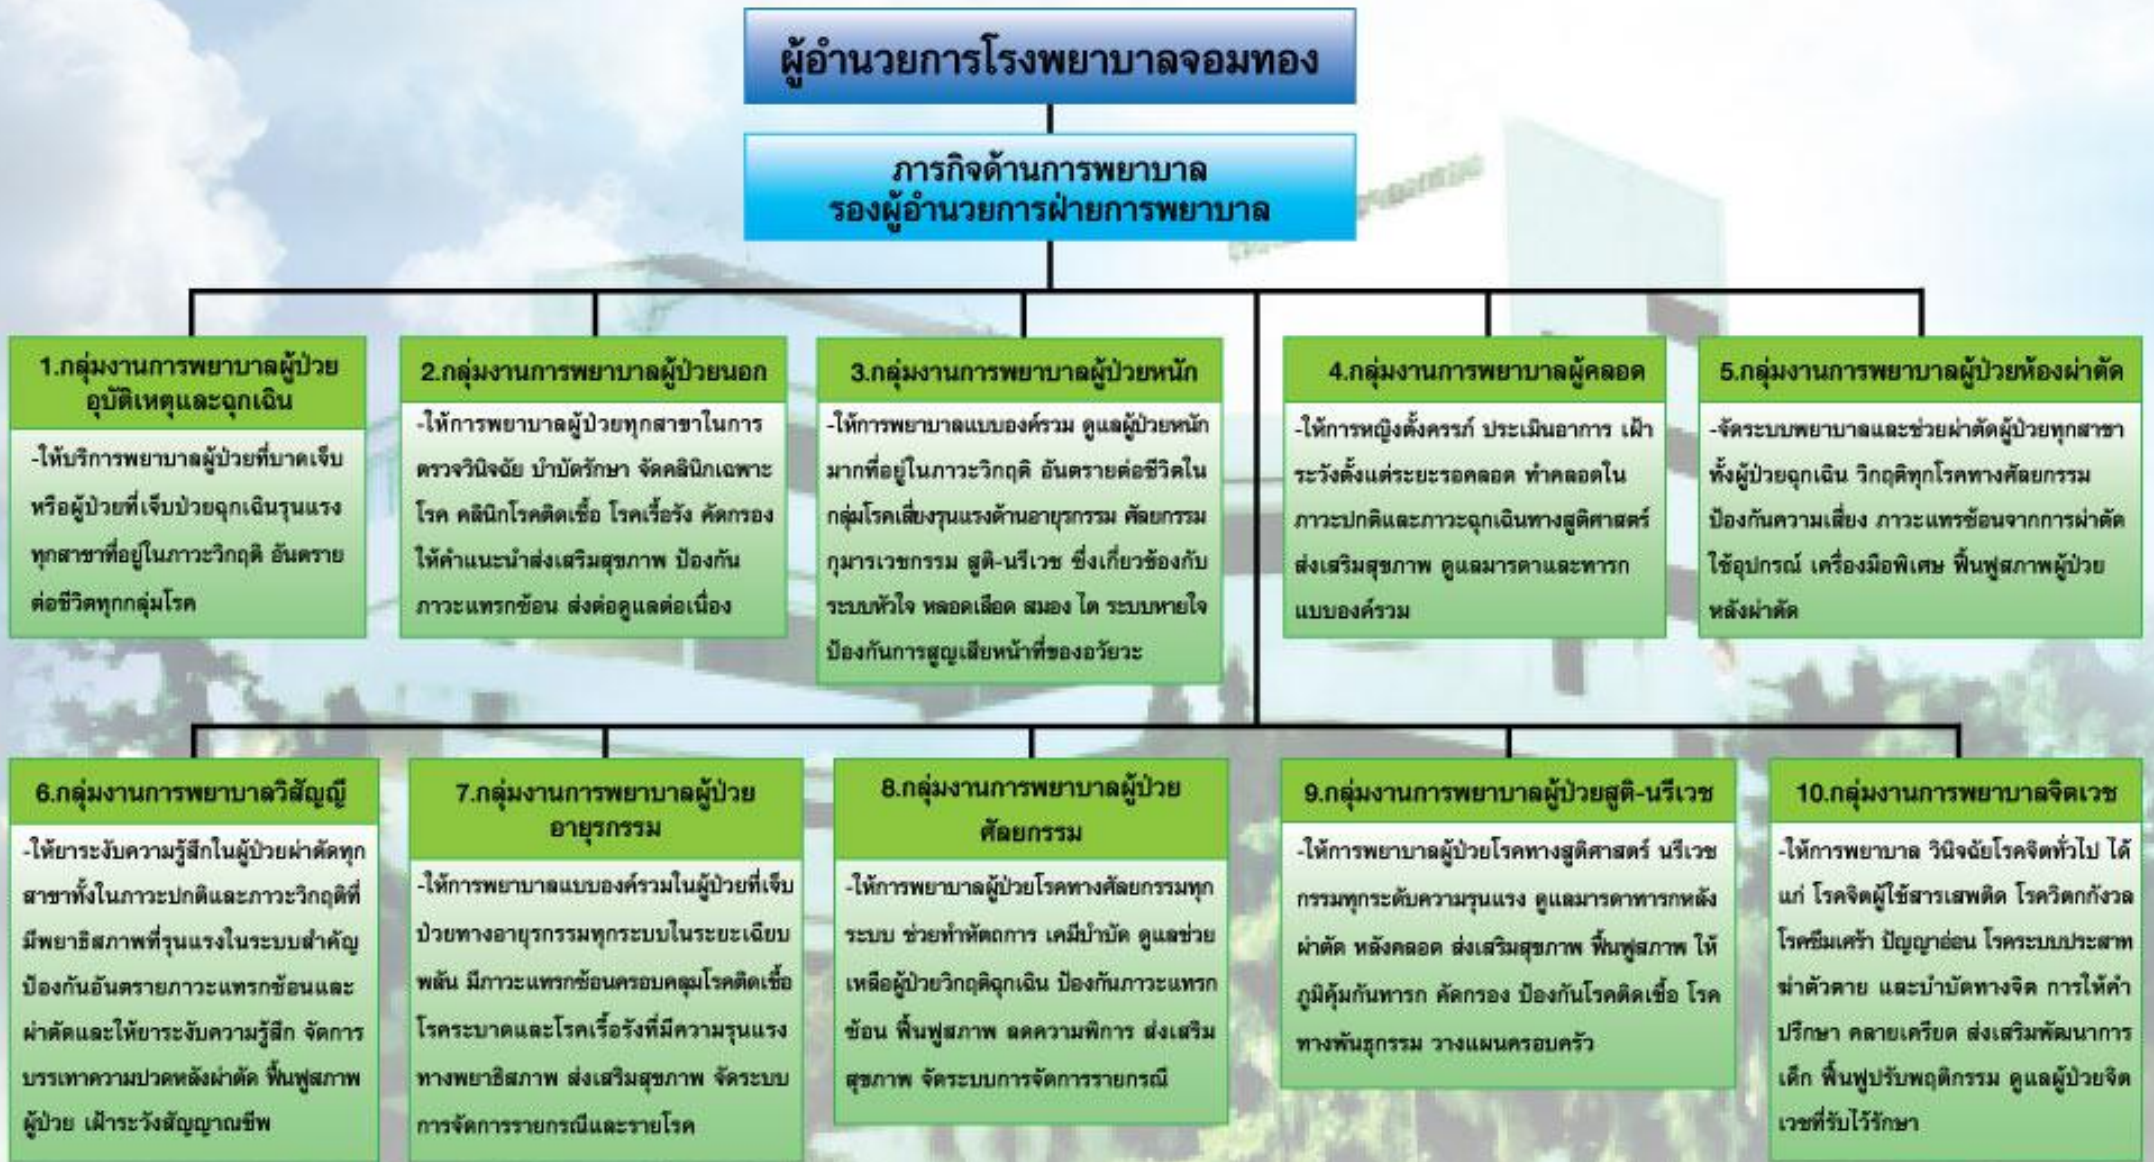 ผู้อำนวยการโรงพยาบาลจอมทอง
ภารกิจด้านการพยาบาล
รองผู้อำนวยการฝ่ายการพยาบาล
1.กลุ่มงานการพยาบาลผู้ป่วย
อุบัติเหตุและฉุกเฉิน
-ให้บริการพยาบาลผู้ป่วยที่บาดเจ็บ
หรือผู้ป่วยที่เจ็บป่วยฉุกเฉินรุนแรง
ทุกสาขาที่อยู่ในภาวะวิกฤติ อันตราย
ต่อชีวิตทุกกลุ่มโรค
2.กลุ่มงานการพยาบาลผู้ป่วยนอก
-ให้การพยาบาลผู้ป่วยทุกสาขาในการ
ตรวจวินิจฉัย บำบัดรักษา จัดคลินิกเฉพาะ
โรค คลินิกโรคติดเชื้อ โรคเรื้อรัง คัดกรอง
ให้คำแนะนำส่งเสริมสุขภาพ ป้องกัน
ภาวะแทรกซ้อน ส่งต่อดูแลต่อเนื่อง
3.กลุ่มงานการพยาบาลผู้ป่วยหนัก
-ให้การพยาบาลแบบองค์รวม ดูแลผู้ป่วยหนัก
มากที่อยู่ในภาวะวิกฤติ อันตรายต่อชีวิตใน
กลุ่มโรคเสี่ยงรุนแรงด้านอายุรกรรม ศัลยกรรม
กุมารเวชกรรม สูติ-นรีเวช ซึ่งเกี่ยวข้องกับ
ระบบหัวใจ หลอดเลือด สมอง ไต ระบบหายใจ
ป้องกันการสูญเสียหน้าที่ของอวัยวะ
4.กลุ่มงานการพยาบาลผู้คลอด
-ให้การหญิงตั้งครรภ์ ประเมินอาการ เฝ้า
ระวังตั้งแต่ระยะรอคลอด ทำคลอดใน
ภาวะปกติและภาวะฉุกเฉินทางสูติศาสตร์
ส่งเสริมสุขภาพ ดูแลมารดาและทารก
แบบองค์รวม
5.กลุ่มงานการพยาบาลผู้ป่วยห้องผ่าตัด
-จัดระบบพยาบาลและช่วยผ่าตัดผู้ป่วยทุกสาขา
ทั้งผู้ป่วยฉุกเฉิน วิกฤติทุกโรคทางศัลยกรรม
ป้องกันความเสี่ยง ภาวะแทรซ้อนจากการผ่าตัด
ใช้อุปกรณ์ เครื่องมือพิเศษ ฟื้นฟูสภาพผู้ป่วย
หลังผ่าตัด
6.กลุ่มงานการพยาบาลวิสัญญี
-ให้ยาระงับความรู้สึกในผู้ป่วยผ่าตัดทุก
สาขาทั้งในภาวะปกติและภาวะวิกฤติที่
มีพยาธิสภาพที่รุนแรงในระบบสำคัญ
ป้องกันอันตรายภาวะแทรกซ้อนและ
ผ่าตัดและให้ยาระงับความรู้สึก จัดการ
บรรเทาความปวดหลังผ่าตัด ฟื้นฟูสภาพ
ผู้ป่วย เฝ้าระวังสัญญาณชีพ
7.กลุ่มงานการพยาบาลผู้ป่วย
อายุรกรรม
-ให้การพยาบาลแบบองค์รวมในผู้ป่วยที่เจ็บ
ป่วยทางอายุรกรรมทุกระบบในระยะเฉียบ
พลัน มีภาวะแทรกซ้อนครอบคลุมโรคติดเชื้อ
โรคระบาดและโรคเรื้อรังที่มีความรุนแรง
ทางพยาธิสภาพ ส่งเสริมสุขภาพ จัดระบบ
การจัดการรายกรณีและรายโรค
8.กลุ่มงานการพยาบาลผู้ป่วย
ศัลยกรรม
-ให้การพยาบาลผู้ป่วยโรคทางศัลยกรรมทุก
ระบบ ช่วยทำหัตถการ เคมีบำบัด ดูแลช่วย
เหลือผู้ป่วยวิกฤติฉุกเฉิน ป้องกันภาวะแทรก
ซ้อน ฟื้นฟูสภาพ ลดความพิการ ส่งเสริม
สุขภาพ จัดระบบการจัดการรายกรณี
9.กลุ่มงานการพยาบาลผู้ป่วยสูติ-นรีเวช
-ให้การพยาบาลผู้ป่วยโรคทางสูติศาสตร์ นรีเวช
กรรมทุกระดับความรุนแรง ดูแลมารดาทารกหลัง
ผ่าตัด หลังคลอด ส่งเสริมสุขภาพ ฟื้นฟูสภาพ ให้
ภูมิคุ้มกันทารก คัดกรอง ป้องกันโรคติดเชื้อ โรค
ทางพันธุกรรม วางแผนครอบครัว
10.กลุ่มงานการพยาบาลจิตเวช
-ให้การพยาบาล วินิจฉัยโรคจิตทั่วไป ได้
แก่ โรคจิตผู้ใช้สารเสพติด โรควิตกกังวล
โรคซึมเศร้า ปัญญาอ่อน โรคระบบประสาท
ฆ่าตัวตาย และบำบัดทางจิต การให้คำ
ปรึกษา คลายเครียด ส่งเสริมพัฒนาการ
เด็ก ฟื้นฟูปรับพฤติกรรม ดูแลผู้ป่วยจิต
เวชที่รับไว้รักษา